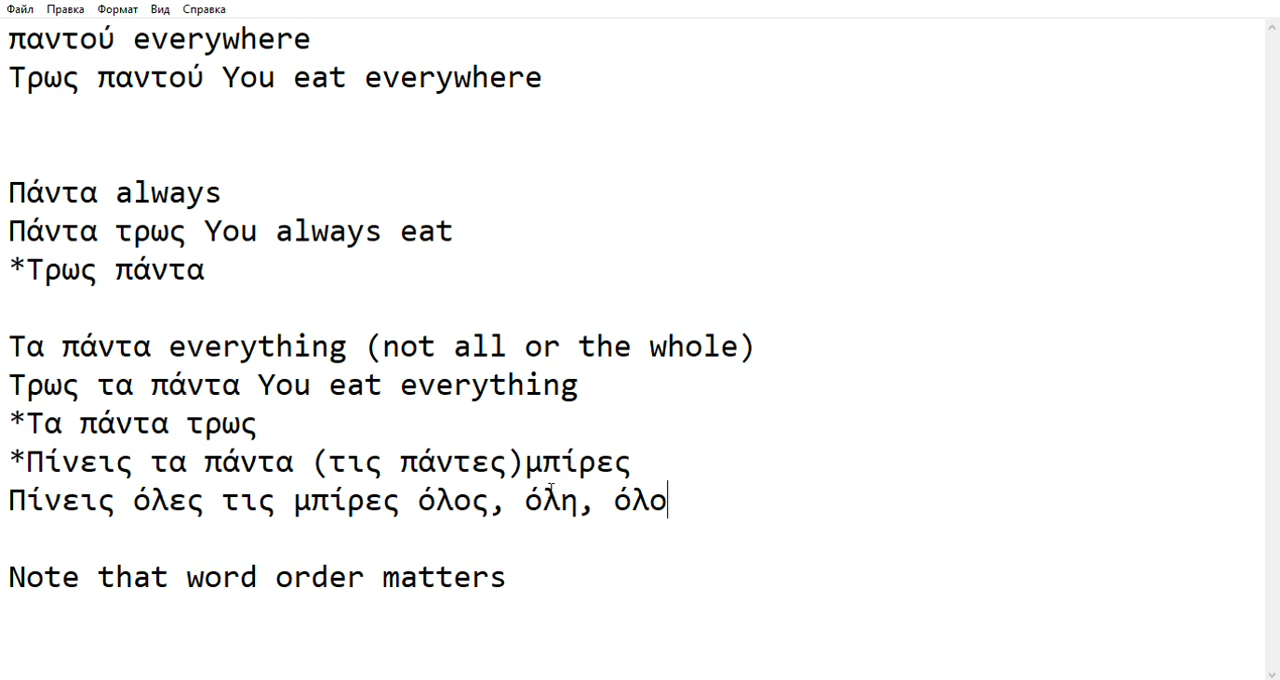 Файл Правка Формат Вид Справка
παντού everywhere
Τρως παντού You eat everywhere
Πάντα always
Πάντα τρως You always eat
*Τρως πάντα
Τα πάντα everything (not all or the whole)
Τρως τα πάντα You eat everything
*Τα πάντα τρως
*Πίνεις τα πάντα (τις πάντες)μπίρες
Πίνεις όλες τις μπίρες όλος, όλη, όλο
Note that word order matters